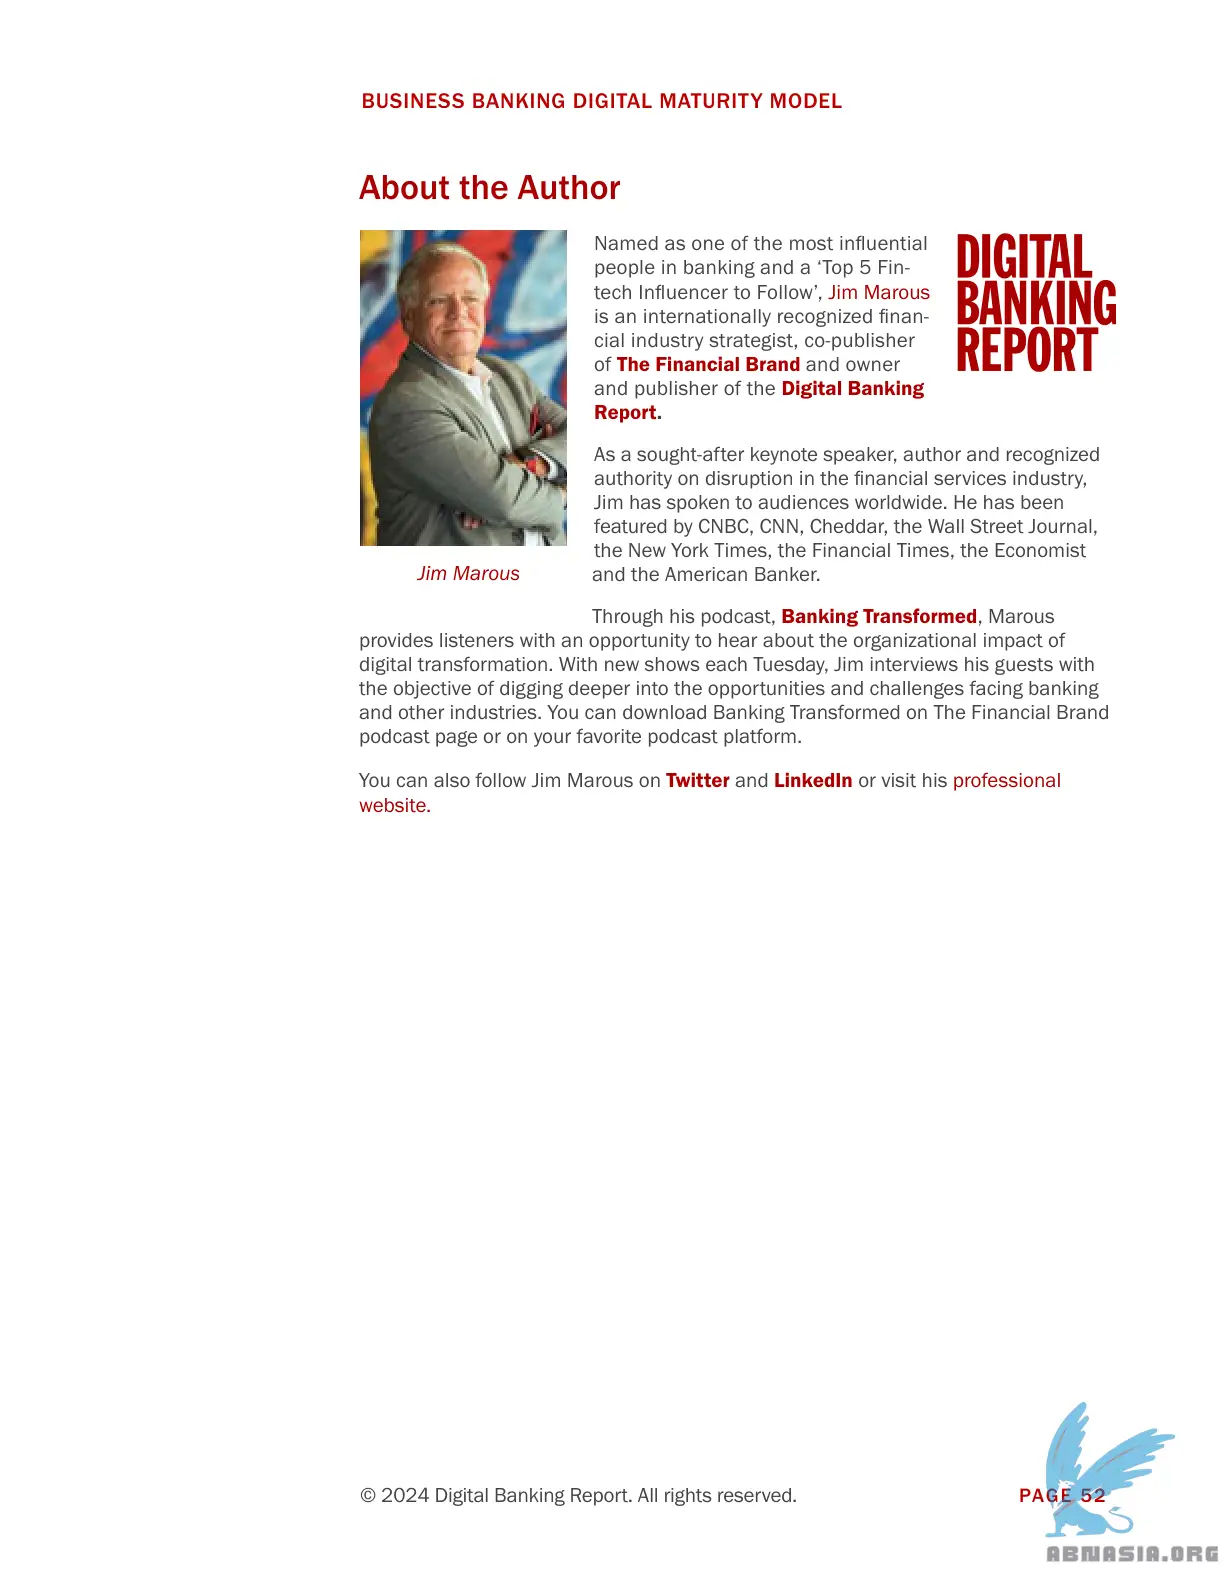 BUSINESS BANKING DIGITAL MATURITY MODEL
About the Author
Named as one of the most influential
people in banking and a ‘Top 5 Fin-
tech Influencer to Follow’, Jim Marous
is an internationally recognized finan-
cial industry strategist, co-publisher
of The Financial Brand and owner
and publisher of the Digital Banking
Report.
DIGITAL
BANKING
REPORT
As a sought-after keynote speaker, author and recognized
authority on disruption in the financial services industry,
Jim has spoken to audiences worldwide. He has been
featured by CNBC, CNN, Cheddar, the Wall Street Journal,
the New York Times, the Financial Times, the Economist
and the American Banker.
Jim Marous
Through his podcast, Banking Transformed, Marous
provides listeners with an opportunity to hear about the organizational impact of
digital transformation. With new shows each Tuesday, Jim interviews his guests with
the objective of digging deeper into the opportunities and challenges facing banking
and other industries. You can download Banking Transformed on The Financial Brand
podcast page or on your favorite podcast platform.
You can also follow Jim Marous on Twitter and LinkedIn or visit his professional
website.
© 2024 Digital Banking Report. All rights reserved.
PAGE 52
ABNASIA.ORG